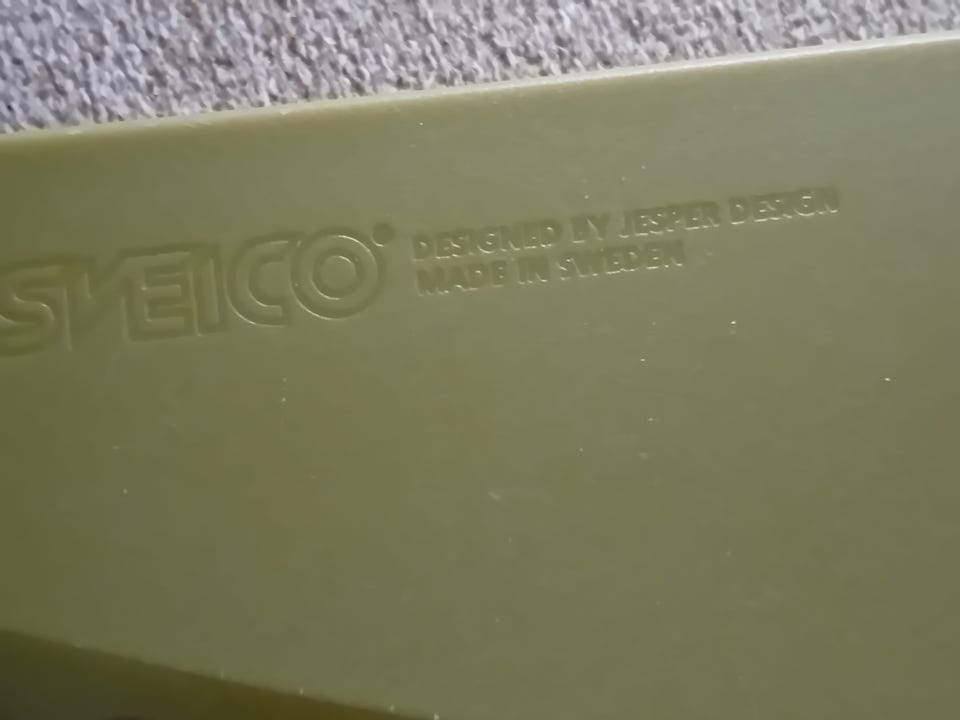 SVEICO
DESIGNED BY JESPER DESIGN
MADE IN SWEDEN